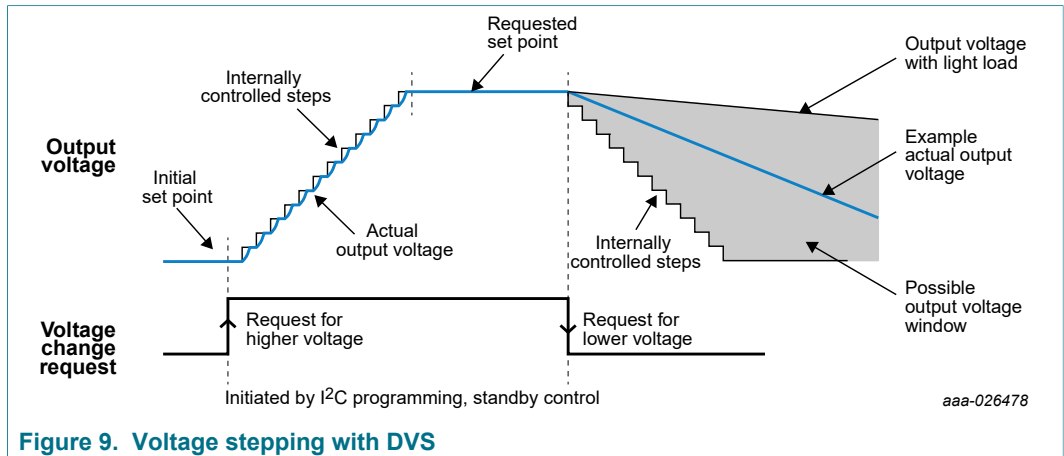 Requested
set point
Output voltage
with light load
Internally
controlled steps
Output
voltage
Example
actual output
voltage
Initial
set point
Actual
output voltage
Internally
controlled steps
Possible
output voltage
window
Voltage
change
request
Request for
higher voltage
Request for
lower voltage
Initiated by I²C programming, standby control
aaa-026478
Figure 9. Voltage stepping with DVS